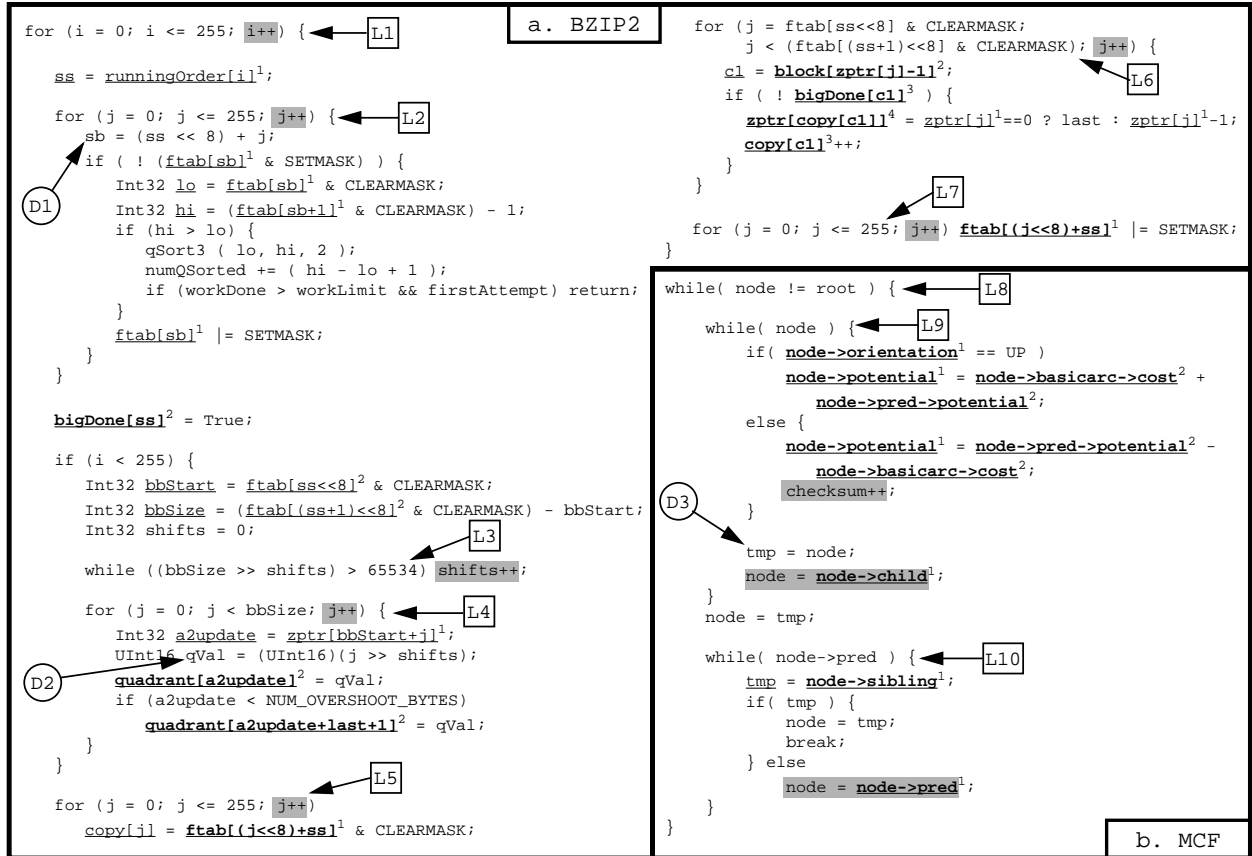 a. BZIP2
for (i = 0; i <= 255; i++) { L1
ss = runningOrder[i]1;
for (j = 0; j <= 255; j++) { L2
sb = (ss << 8) + j;
if ( ! (ftab[sb]1 & SETMASK) ) {
D1
Int32 lo = ftab[sb]1 & CLEARMASK;
Int32 hi = (ftab[sb+1]1 & CLEARMASK) - 1;
if (hi > lo) {
qSort3 ( lo, hi, 2 );
numQSorted += ( hi - lo + 1 );
if (workDone > workLimit && firstAttempt) return;
}
ftab[sb]1 |= SETMASK;
}
}
bigDone[ss]2 = True;
if (i < 255) {
Int32 bbStart = ftab[ss<<8]2 & CLEARMASK;
Int32 bbSize = (ftab[(ss+1)<<8]2 & CLEARMASK) - bbStart;
Int32 shifts = 0;
L3
while ((bbSize >> shifts) > 65534) shifts++;
for (j = 0; j < bbSize; j++) { L4
Int32 a2update = zptr[bbStart+j]1;
UInt16 qVal = (UInt16)(j >> shifts);
D2
quadrant[a2update]2 = qVal;
if (a2update < NUM_OVERSHOOT_BYTES)
quadrant[a2update+last+1]2 = qVal;
}
}
L5
for (j = 0; j <= 255; j++)
copy[j] = ftab[(j<<8)+ss]1 & CLEARMASK;
for (j = ftab[ss<<8] & CLEARMASK;
j < (ftab[(ss+1)<<8] & CLEARMASK); j++) {
L6
c1 = block[zptr[j]-1]2;
if ( ! bigDone[c1]3 ) {
zptr[copy[c1]]4 = zptr[j]1==0 ? last : zptr[j]1-1;
copy[c1]3++;
}
}
L7
for (j = 0; j <= 255; j++) ftab[(j<<8)+ss]1 |= SETMASK;
}
while( node != root ) { L8
while( node ) { L9
if( node->orientation1 == UP )
node->potential1 = node->basicarc->cost2 +
node->pred->potential2;
else {
node->potential1 = node->pred->potential2 -
node->basicarc->cost2;
checksum++;
}
D3
tmp = node;
node = node->child1;
}
node = tmp;
while( node->pred ) { L10
tmp = node->sibling1;
if( tmp ) {
node = tmp;
break;
} else
node = node->pred1;
}
}
b. MCF